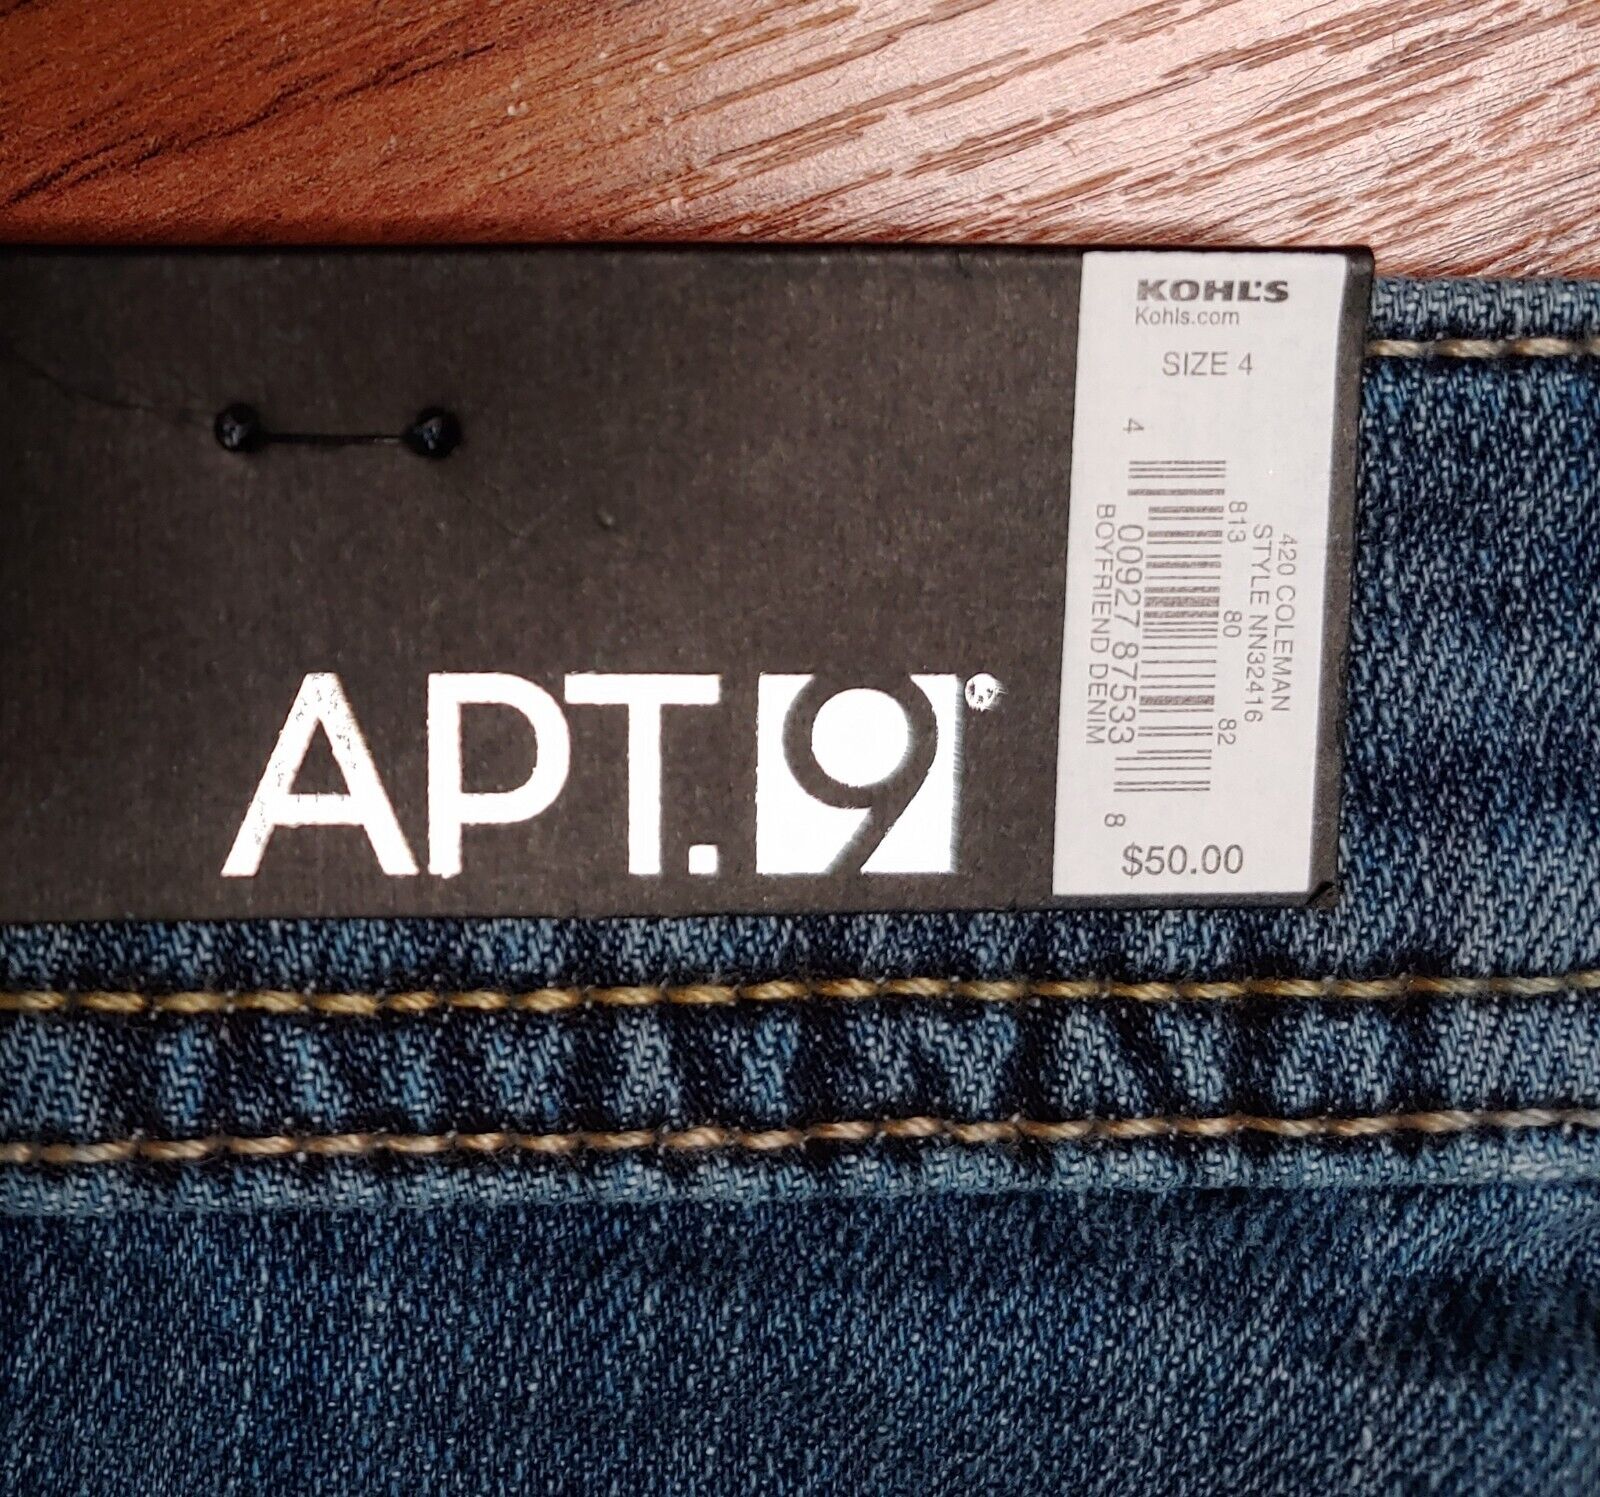 APT.9®
KOHL'S
Kohls.com
SIZE 4
420 COLEMAN
STYLE NN32416
813 80 82
4 00927 87533 8
BOYFRIEND DENIM
$50.00